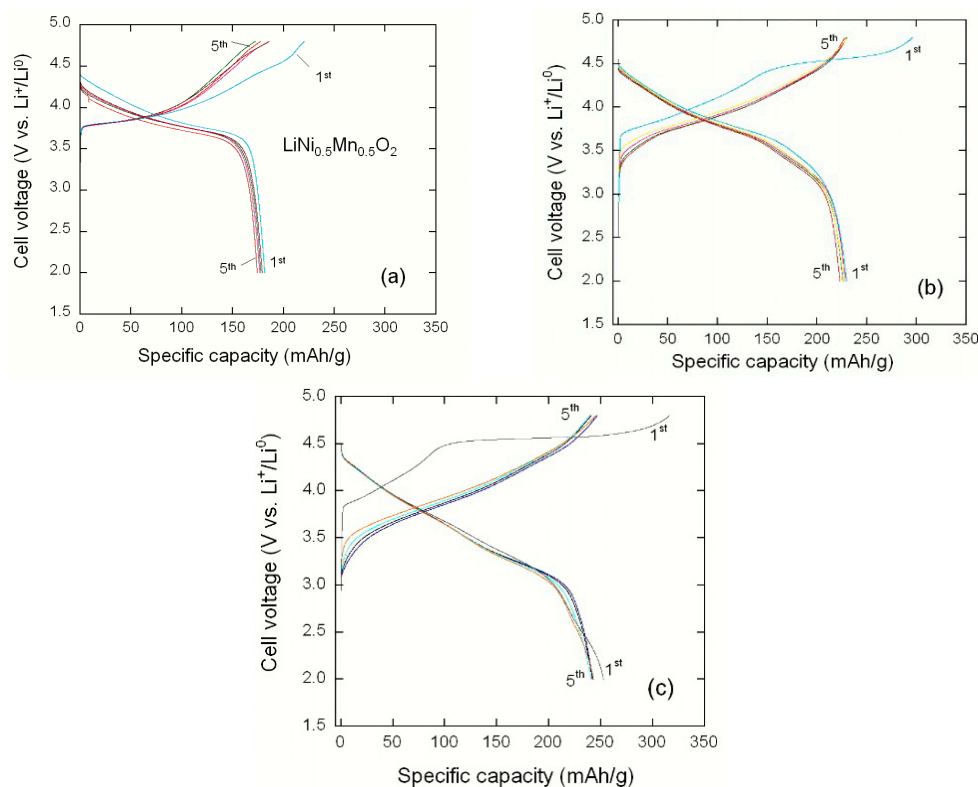 5.0
4.5
4.0
3.5
3.0
2.5
2.0
1.5
Cell voltage (V vs. Li⁺/Li⁰)
5th
1st
LiNi0.5Mn0.5O2
5th
1st
(a)
0 50 100 150 200 250 300 350
Specific capacity (mAh/g)
5.0
4.5
4.0
3.5
3.0
2.5
2.0
1.5
Cell voltage (V vs. Li⁺/Li⁰)
5th
1st
5th
1st
(b)
0 50 100 150 200 250 300 350
Specific capacity (mAh/g)
5.0
4.5
4.0
3.5
3.0
2.5
2.0
1.5
Cell voltage (V vs. Li⁺/Li⁰)
5th
1st
5th
1st
(c)
0 50 100 150 200 250 300 350
Specific capacity (mAh/g)